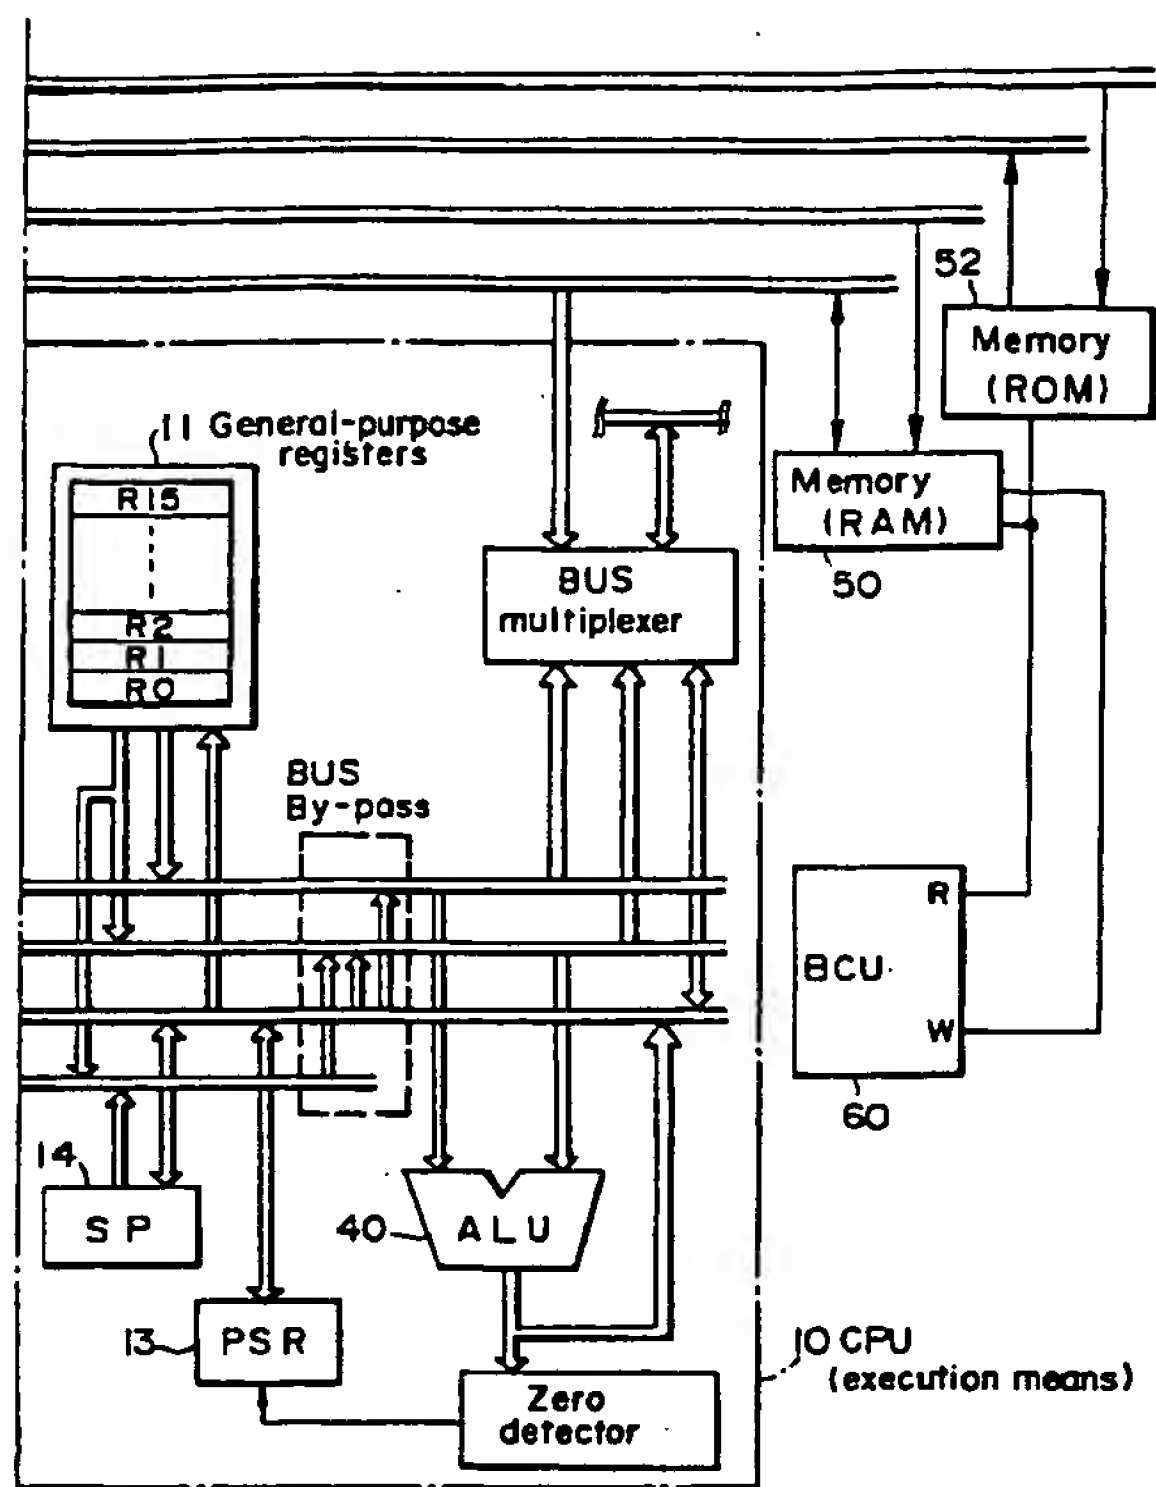 52
Memory
(ROM)
11 General-purpose
registers
R15
R2
R1
R0
BUS
multiplexer
Memory
(RAM)
50
BUS
By-pass
R
BCU
W
60
14
SP
40
ALU
13
PSR
Zero
detector
10 CPU
(execution means)